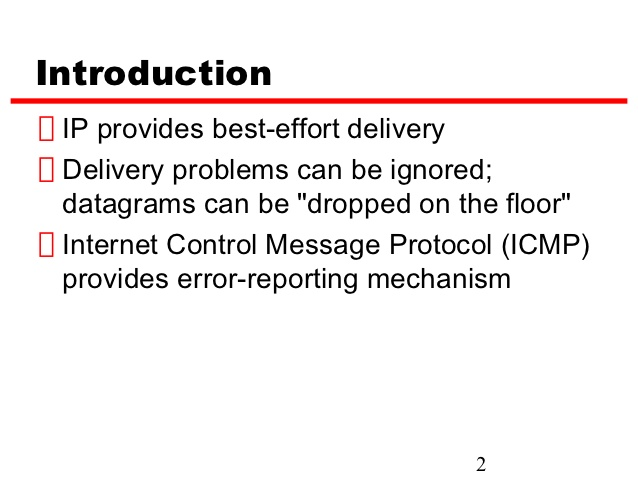 Introduction
IP provides best-effort delivery
Delivery problems can be ignored;
datagrams can be "dropped on the floor"
Internet Control Message Protocol (ICMP)
provides error-reporting mechanism
2